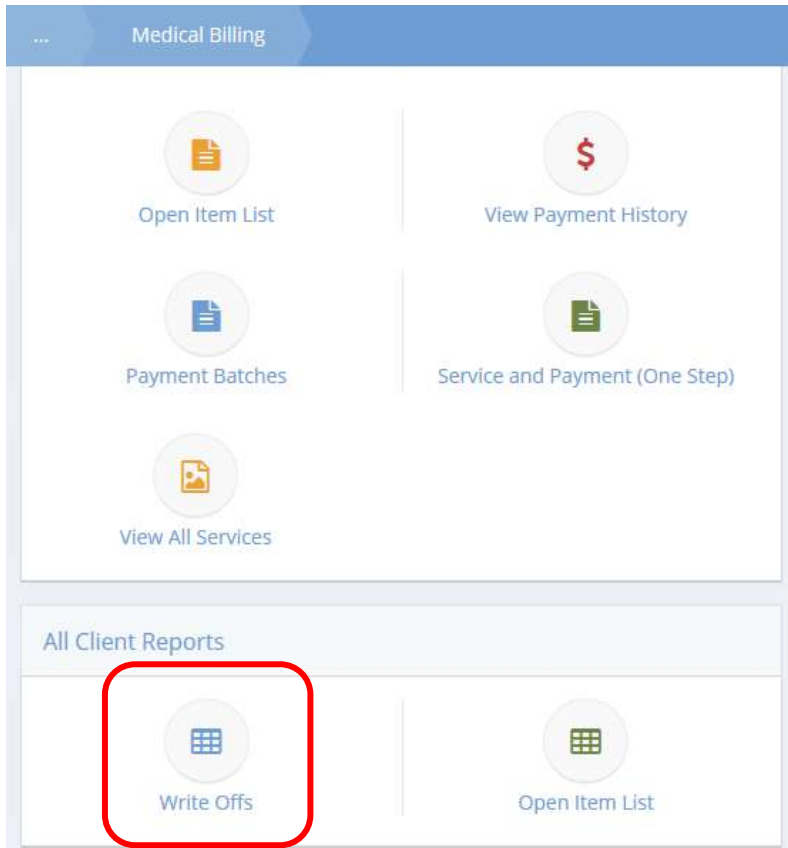 ... Medical Billing
Open Item List View Payment History
Payment Batches Service and Payment (One Step)
View All Services
All Client Reports
Write Offs Open Item List